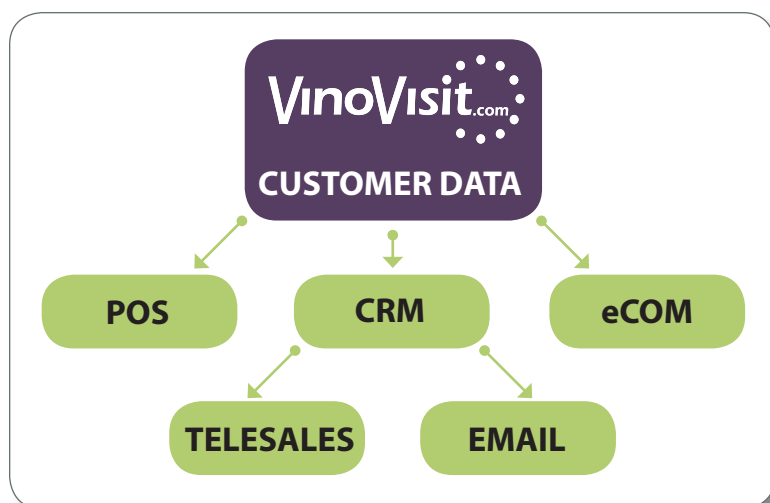 VinoVisit.com
CUSTOMER DATA
POS
CRM
eCOM
TELESALES
EMAIL